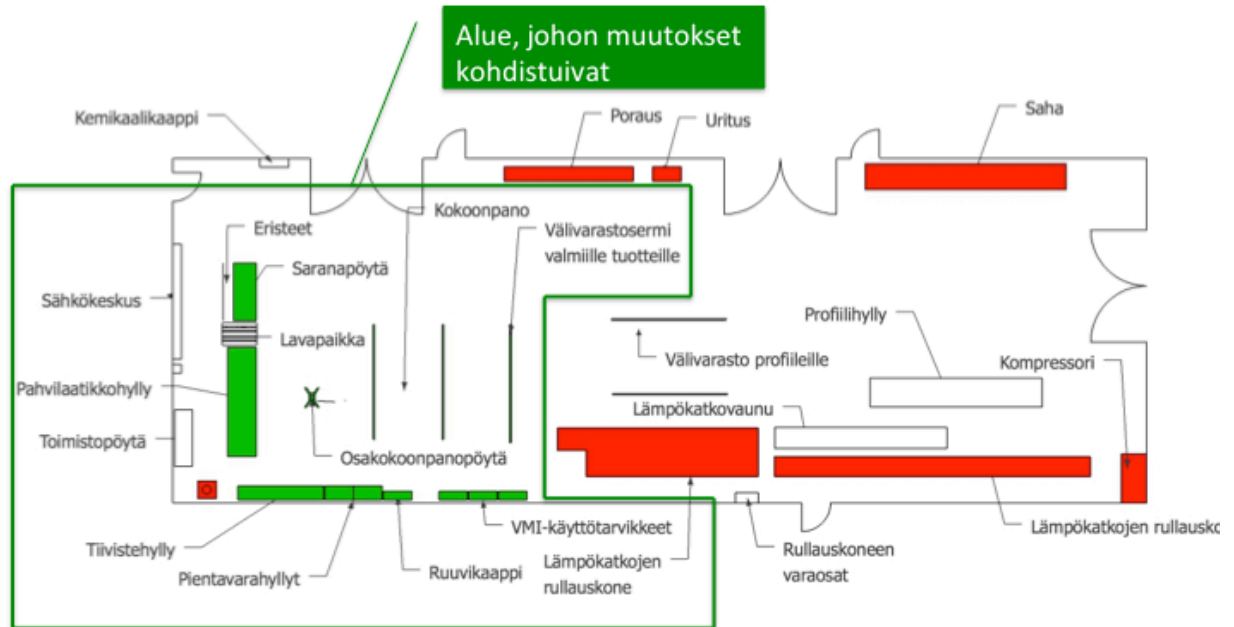 Alue, johon muutokset
kohdistuivat
Kemikaalikaappi
Poraus
Uritus
Saha
Kokoonpano
Eristeet
Välivarastosermi
valmiille tuotteille
Saranapöytä
Sähkökeskus
Lavapaikka
Profiilihylly
Välivarasto profiileille
Kompressori
Pahvilaatikkohylly
Lämpökatkovaunu
Toimistopöytä
Osakokoonpanopöytä
VMI-käyttötarvikkeet
Lämpökatkojen rullausko
Tiivistehylly
Rullauskoneen
varaosat
Lämpökatkojen
rullauskone
Ruuvikaappi
Pientavarahyllyt